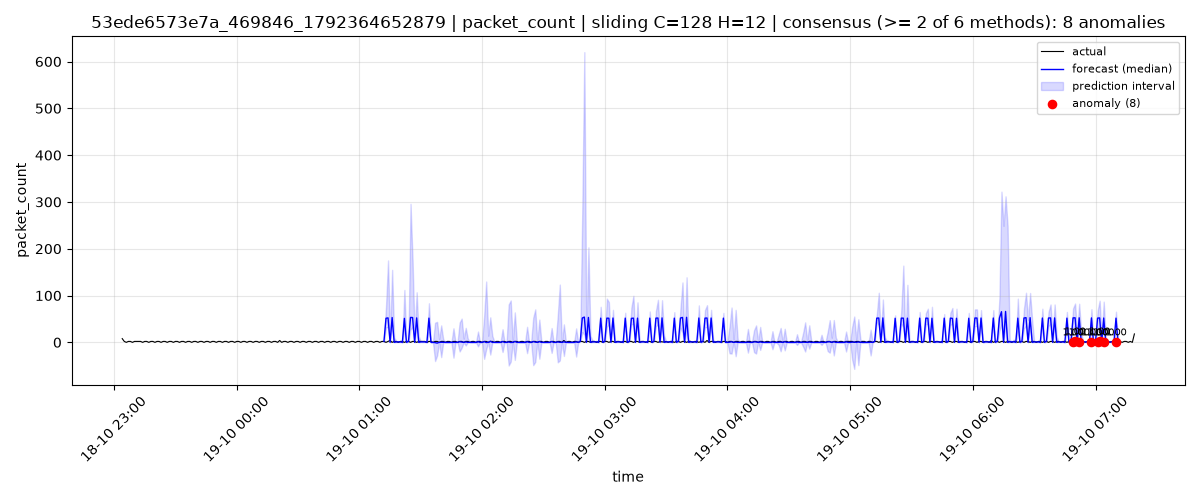 53ede6573e7a_469846_1792364652879 | packet_count | sliding C=128 H=12 | consensus (>= 2 of 6 methods): 8 anomalies
actual
forecast (median)
prediction interval
anomaly (8)
packet_count
600
500
400
300
200
100
0
18-10 23:00
19-10 00:00
19-10 01:00
19-10 02:00
19-10 03:00
19-10 04:00
19-10 05:00
19-10 06:00
19-10 07:00
time